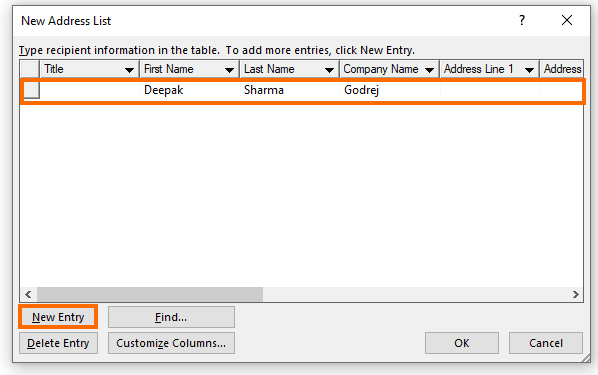 New Address List ?
Type recipient information in the table. To add more entries, click New Entry.
Title First Name Last Name Company Name Address Line 1 Address
Deepak Sharma Godrej
New Entry Find...
Delete Entry Customize Columns... OK Cancel